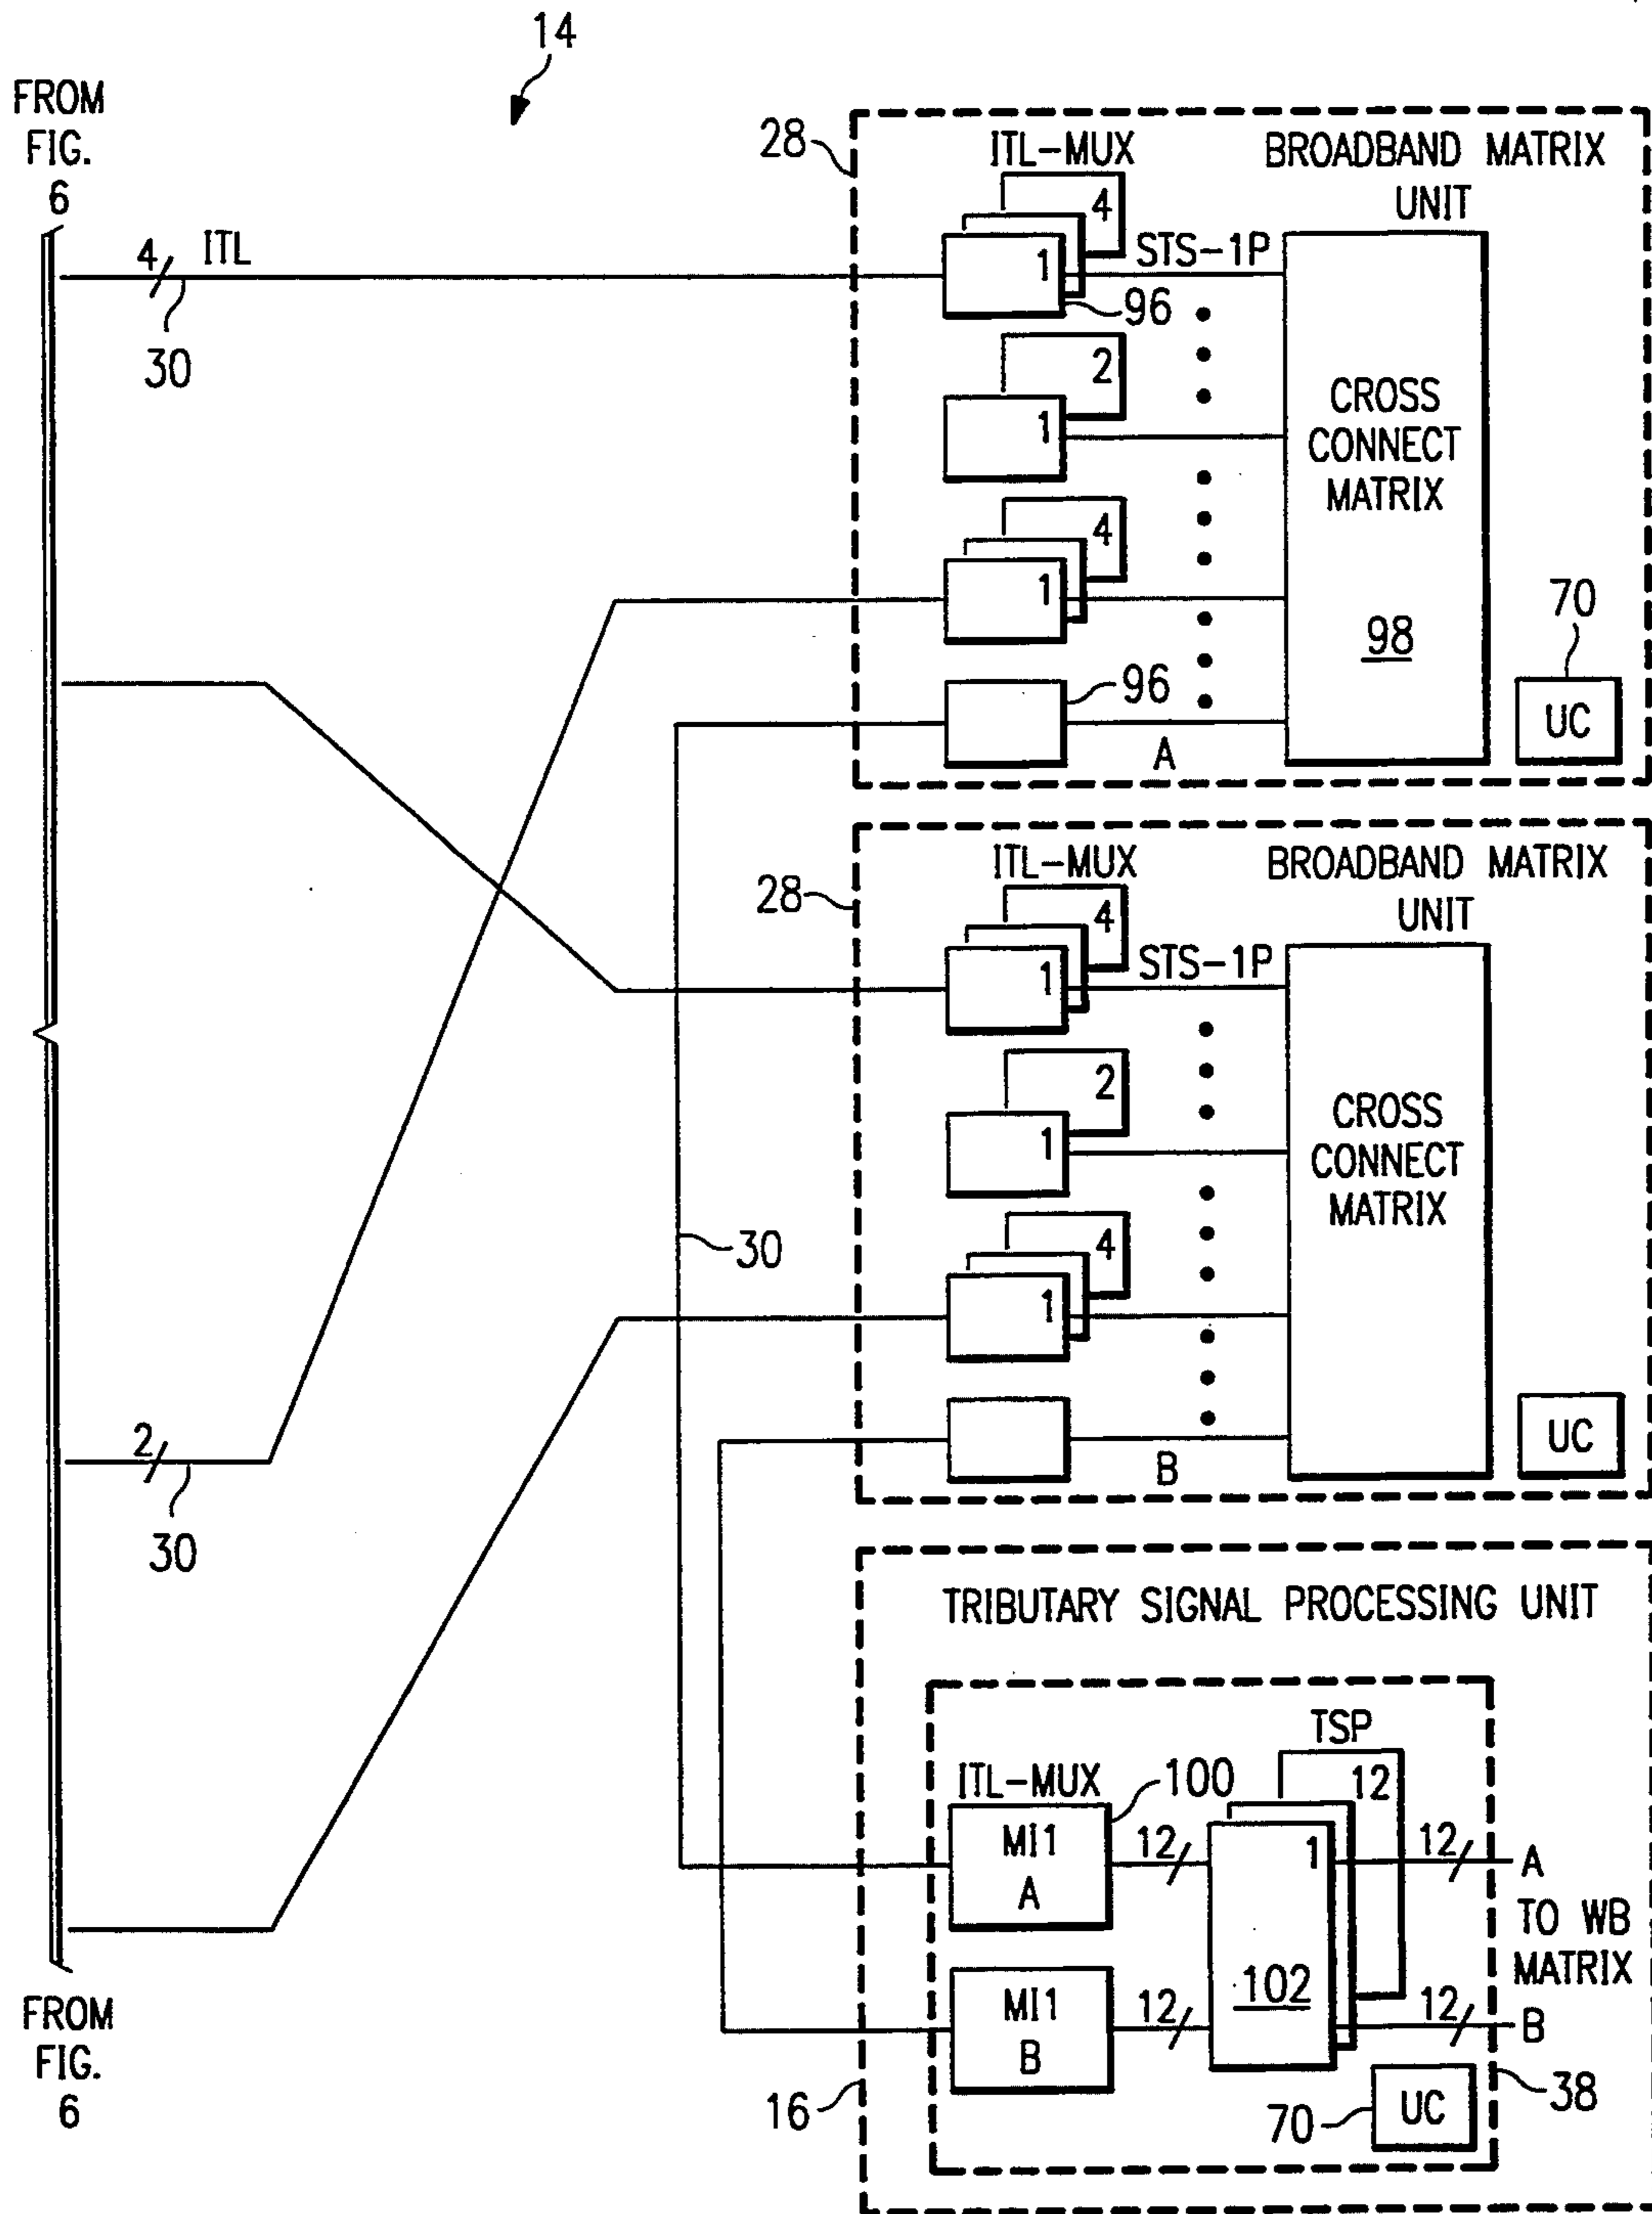 14
FROM
FIG.
6
4
ITL
30
28
ITL-MUX
BROADBAND MATRIX
UNIT
4
1
STS-1P
96
2
1
CROSS
CONNECT
MATRIX
4
1
98
70
96
UC
A
28
ITL-MUX
BROADBAND MATRIX
UNIT
4
1
STS-1P
2
1
CROSS
CONNECT
MATRIX
30
4
1
2
30
UC
B
TRIBUTARY SIGNAL PROCESSING UNIT
TSP
ITL-MUX
100
12
MI1
A
12
1
12
A
TO WB
MATRIX
MI1
B
12
102
12
B
FROM
FIG.
6
16
70
UC
38